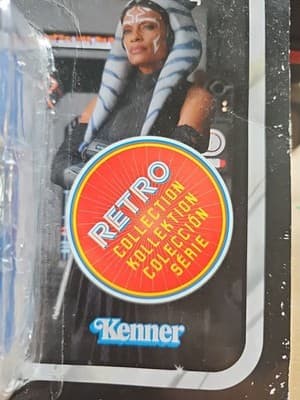 RETRO
COLLECTION
KOLLEKTION
COLECCIÓN
SÉRIE
Kenner